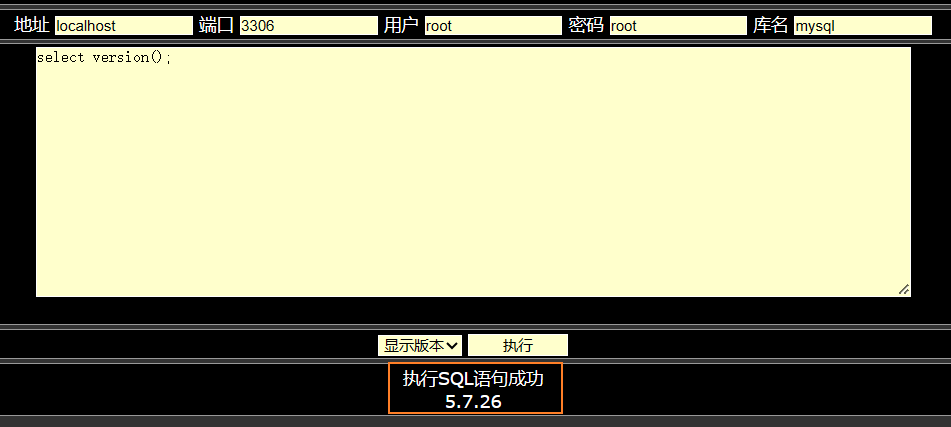 地址 localhost 端口 3306 用户 root 密码 root 库名 mysql
select version();
显示版本 执行
执行SQL语句成功
5.7.26